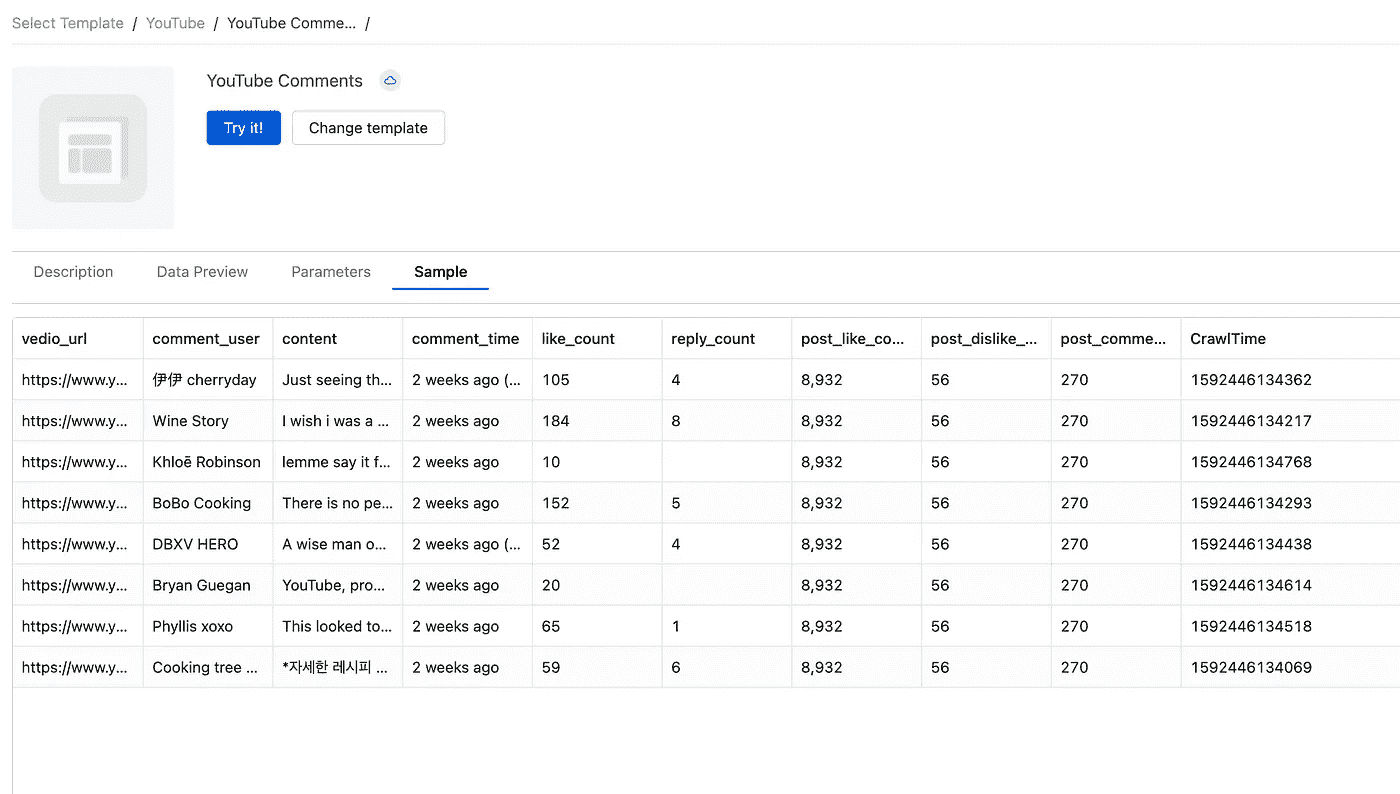 Select Template / YouTube / YouTube Comme... /
YouTube Comments
Try it! Change template
Description Data Preview Parameters Sample
vedio_url comment_user content comment_time like_count reply_count post_like_co... post_dislike_... post_comme... CrawlTime
https://www.y... 伊伊 cherryday Just seeing th... 2 weeks ago (... 105 4 8,932 56 270 1592446134362
https://www.y... Wine Story I wish i was a ... 2 weeks ago 184 8 8,932 56 270 1592446134217
https://www.y... Khloē Robinson lemme say it f... 2 weeks ago 10 8,932 56 270 1592446134768
https://www.y... BoBo Cooking There is no pe... 2 weeks ago 152 5 8,932 56 270 1592446134293
https://www.y... DBXV HERO A wise man o... 2 weeks ago (... 52 4 8,932 56 270 1592446134438
https://www.y... Bryan Guegan YouTube, pro... 2 weeks ago 20 8,932 56 270 1592446134614
https://www.y... Phyllis xoxo This looked to... 2 weeks ago 65 1 8,932 56 270 1592446134518
https://www.y... Cooking tree ... *자세한 레시피 ... 2 weeks ago 59 6 8,932 56 270 1592446134069